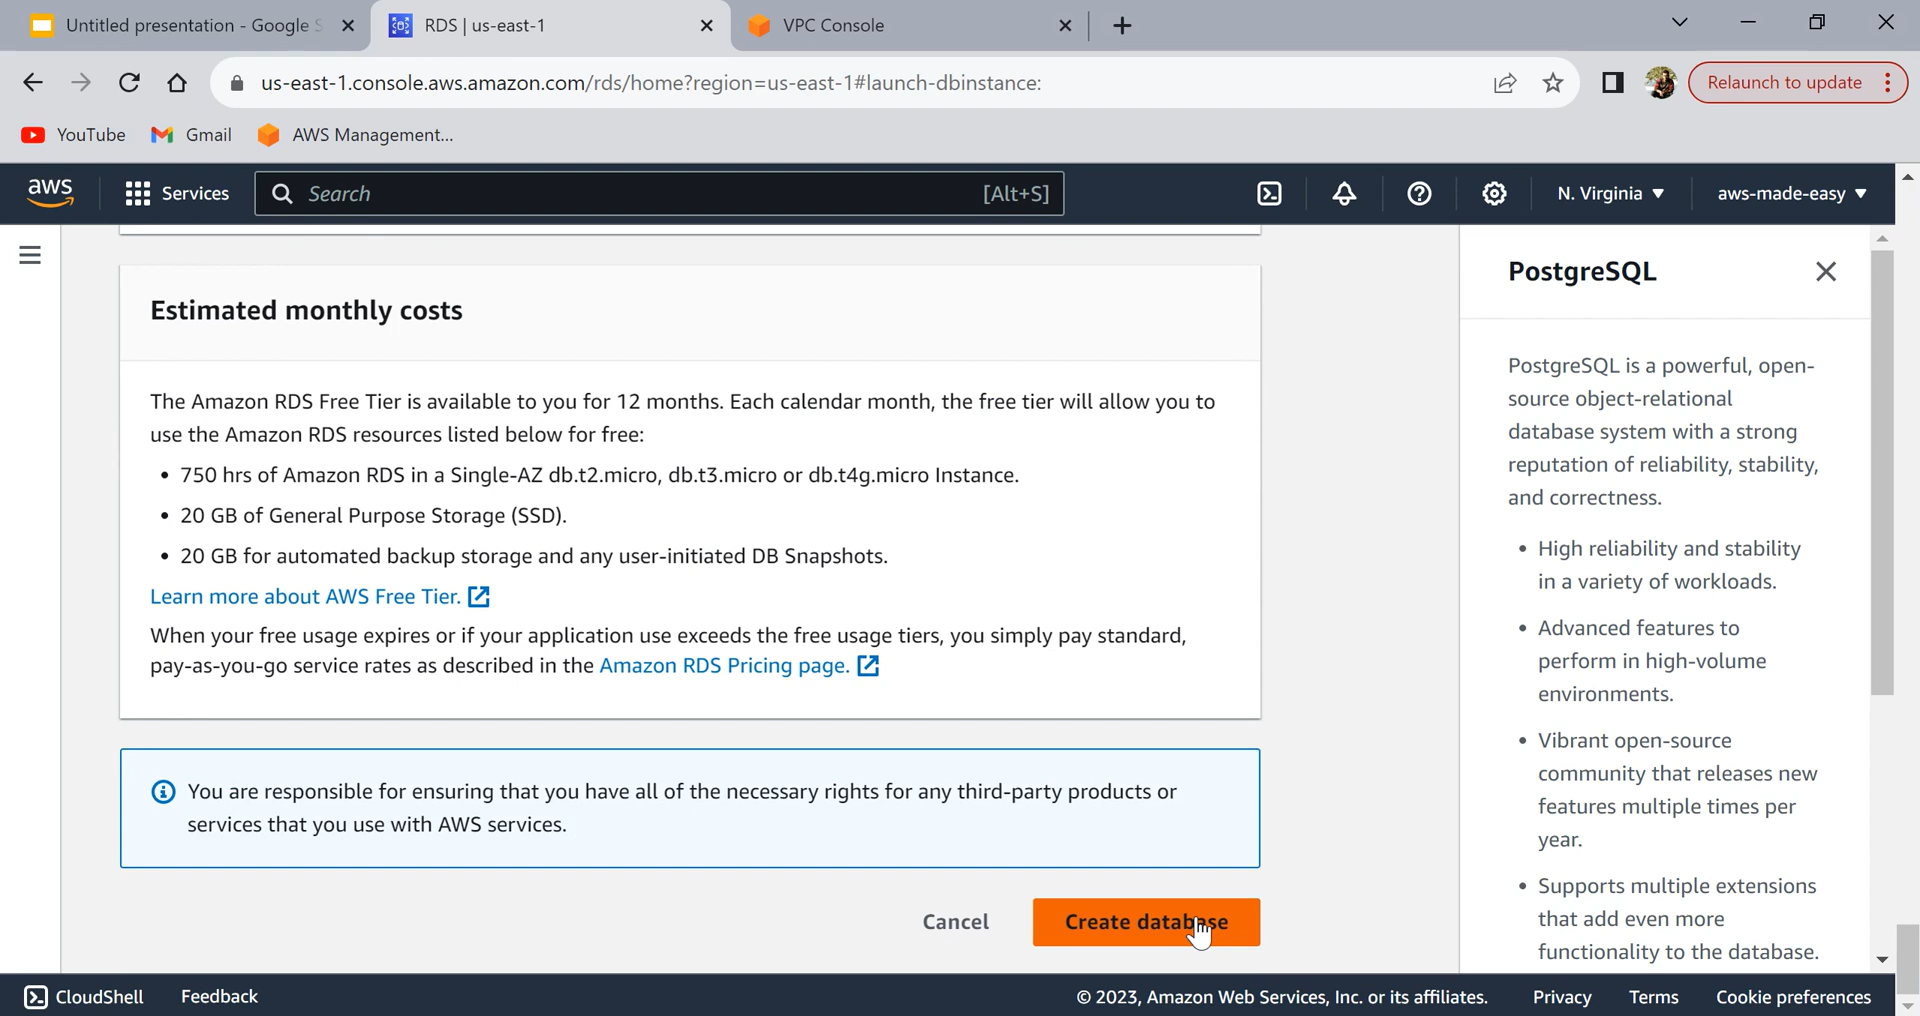 Untitled presentation - Google S
RDS | us-east-1
VPC Console
us-east-1.console.aws.amazon.com/rds/home?region=us-east-1#launch-dbinstance:
Relaunch to update
YouTube
Gmail
AWS Management...
aws
Services
Search
[Alt+S]
N. Virginia
aws-made-easy
Estimated monthly costs
The Amazon RDS Free Tier is available to you for 12 months. Each calendar month, the free tier will allow you to
use the Amazon RDS resources listed below for free:
• 750 hrs of Amazon RDS in a Single-AZ db.t2.micro, db.t3.micro or db.t4g.micro Instance.
• 20 GB of General Purpose Storage (SSD).
• 20 GB for automated backup storage and any user-initiated DB Snapshots.
Learn more about AWS Free Tier.
When your free usage expires or if your application use exceeds the free usage tiers, you simply pay standard,
pay-as-you-go service rates as described in the Amazon RDS Pricing page.
You are responsible for ensuring that you have all of the necessary rights for any third-party products or
services that you use with AWS services.
Cancel
Create database
PostgreSQL
PostgreSQL is a powerful, open-
source object-relational
database system with a strong
reputation of reliability, stability,
and correctness.
• High reliability and stability
in a variety of workloads.
• Advanced features to
perform in high-volume
environments.
• Vibrant open-source
community that releases new
features multiple times per
year.
• Supports multiple extensions
that add even more
functionality to the database.
CloudShell
Feedback
© 2023, Amazon Web Services, Inc. or its affiliates.
Privacy
Terms
Cookie preferences